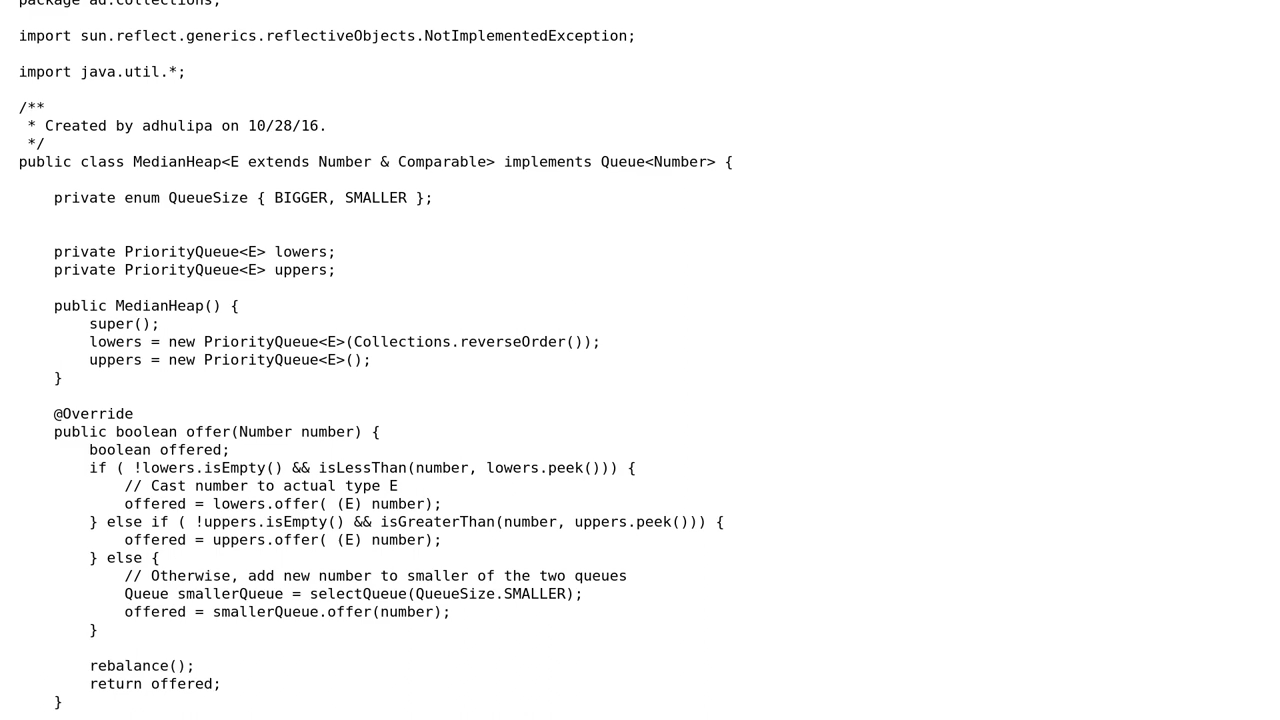 package ad.collections;
import sun.reflect.generics.reflectiveObjects.NotImplementedException;
import java.util.*;
/**
 * Created by adhulipa on 10/28/16.
 */
public class MedianHeap<E extends Number & Comparable> implements Queue<Number> {
    private enum QueueSize { BIGGER, SMALLER };
    private PriorityQueue<E> lowers;
    private PriorityQueue<E> uppers;
    public MedianHeap() {
        super();
        lowers = new PriorityQueue<E>(Collections.reverseOrder());
        uppers = new PriorityQueue<E>();
    }
    @Override
    public boolean offer(Number number) {
        boolean offered;
        if ( !lowers.isEmpty() && isLessThan(number, lowers.peek())) {
            // Cast number to actual type E
            offered = lowers.offer( (E) number);
        } else if ( !uppers.isEmpty() && isGreaterThan(number, uppers.peek())) {
            offered = uppers.offer( (E) number);
        } else {
            // Otherwise, add new number to smaller of the two queues
            Queue smallerQueue = selectQueue(QueueSize.SMALLER);
            offered = smallerQueue.offer(number);
        }
        rebalance();
        return offered;
    }